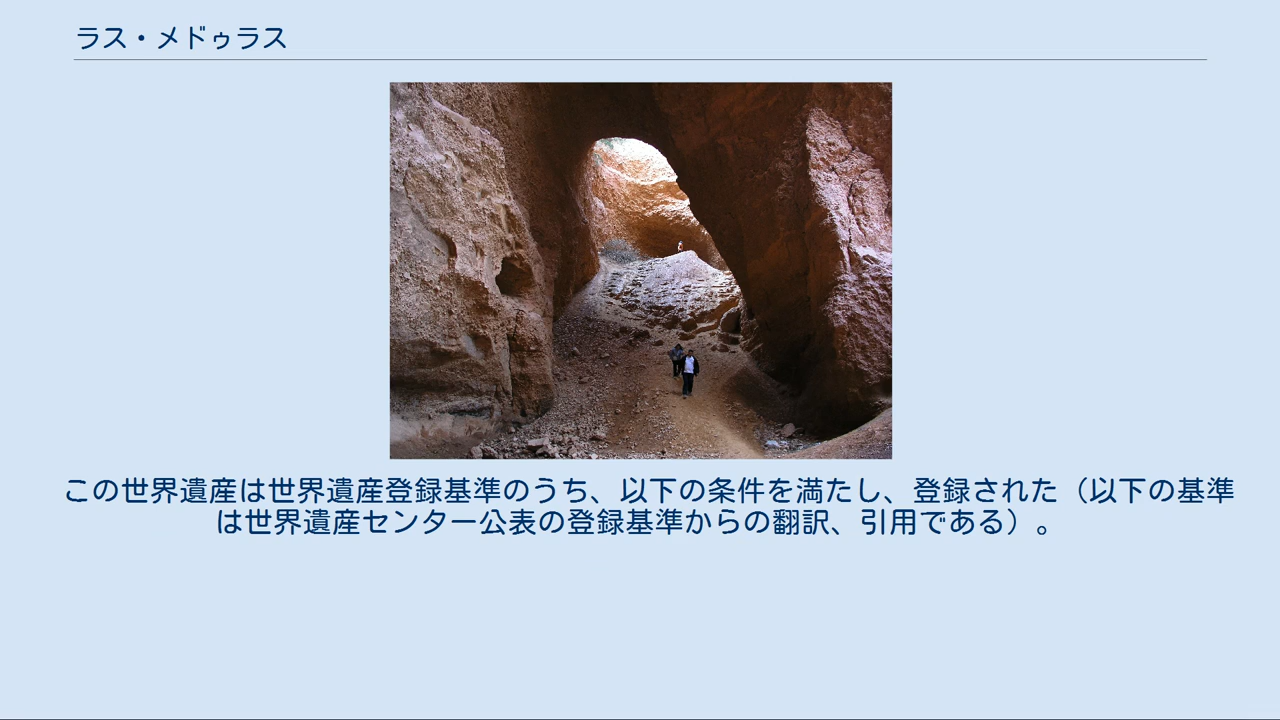 ラス・メドゥラス
この世界遺産は世界遺産登録基準のうち、以下の条件を満たし、登録された（以下の基準
は世界遺産センター公表の登録基準からの翻訳、引用である）。